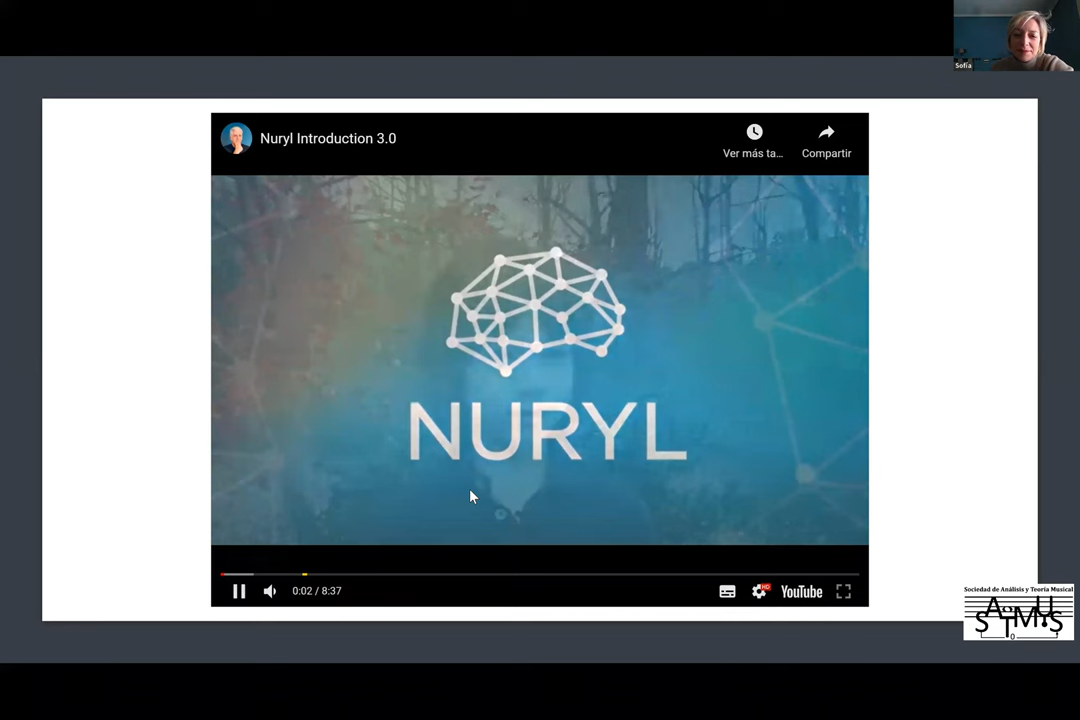 Sofía
Nuryl Introduction 3.0
Ver más ta...
Compartir
NURYL
0:02 / 8:37
HD
YouTube
Sociedad de Análisis y Teoría Musical
SATMUS